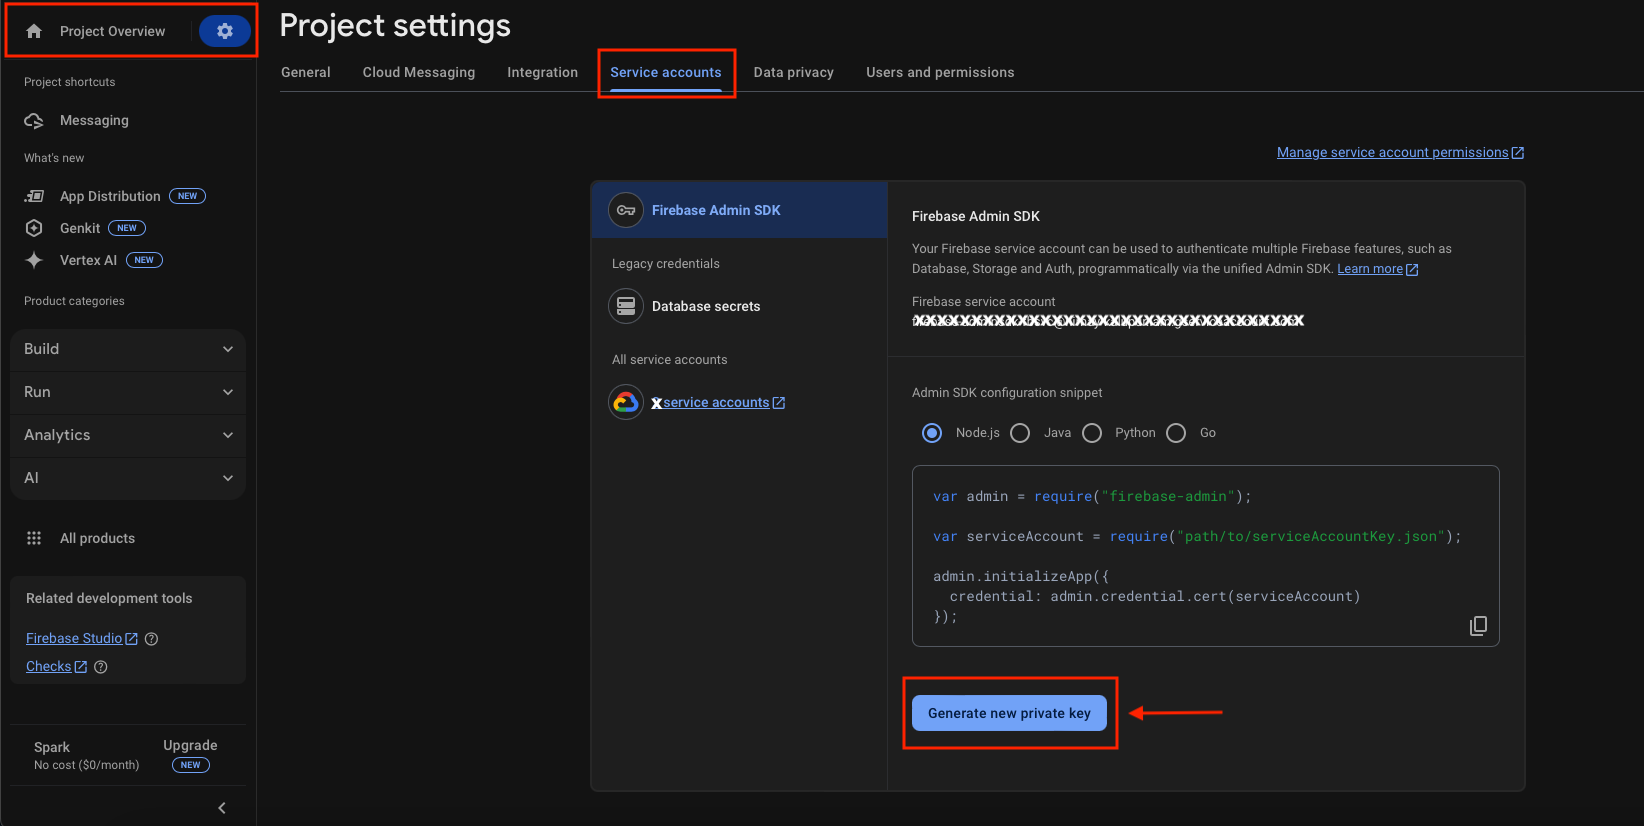 Project Overview
Project shortcuts
Messaging
What's new
App Distribution NEW
Genkit NEW
Vertex AI NEW
Product categories
Build
Run
Analytics
AI
All products
Related development tools
Firebase Studio
Checks
Spark
No cost ($0/month)
Upgrade
NEW
Project settings
General Cloud Messaging Integration Service accounts Data privacy Users and permissions
Manage service account permissions
Firebase Admin SDK
Legacy credentials
Database secrets
All service accounts
X service accounts
Firebase Admin SDK
Your Firebase service account can be used to authenticate multiple Firebase features, such as
Database, Storage and Auth, programmatically via the unified Admin SDK. Learn more
Firebase service account
Admin SDK configuration snippet
Node.js Java Python Go
var admin = require("firebase-admin");
var serviceAccount = require("path/to/serviceAccountKey.json");
admin.initializeApp({
credential: admin.credential.cert(serviceAccount)
});
Generate new private key